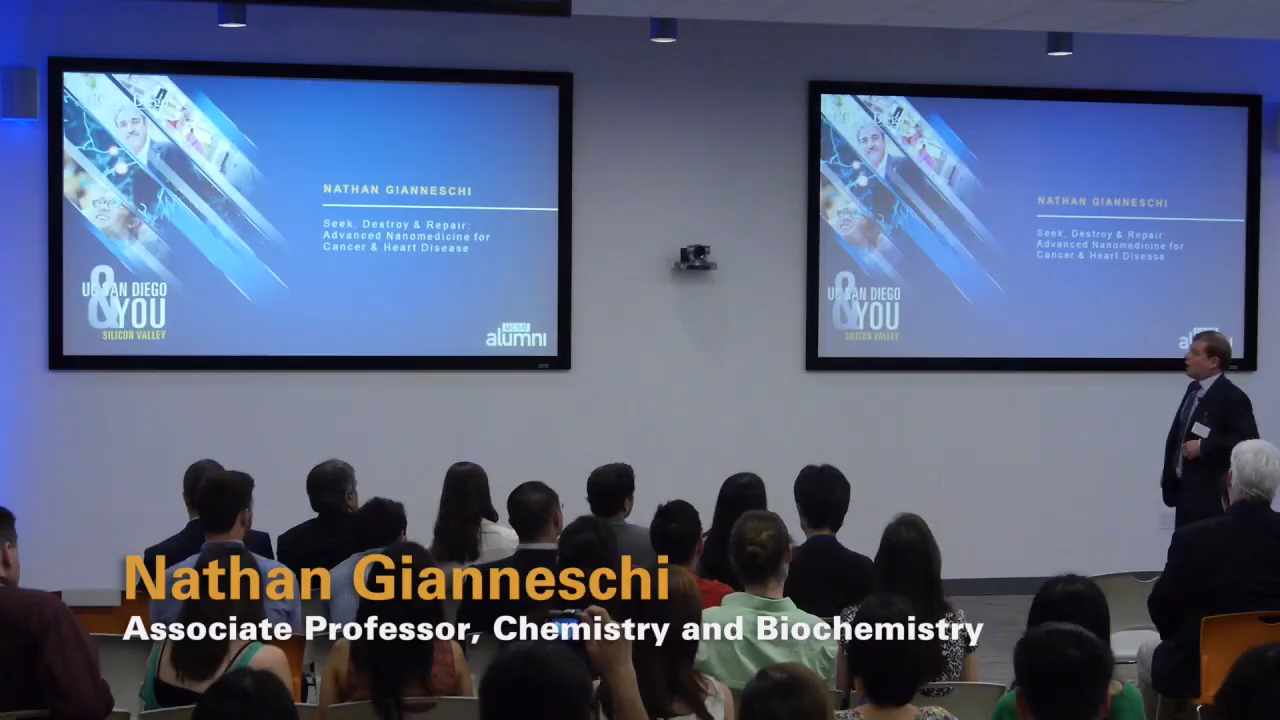 NATHAN GIANNESCHI
Seek, Destroy & Repair:
Advanced Nanomedicine for
Cancer & Heart Disease
UC SAN DIEGO
&YOU
SILICON VALLEY
UCSD
alumni
NATHAN GIANNESCHI
Seek, Destroy & Repair
Advanced Nanomedicine for
Cancer & Heart Disease
UC SAN DIEGO
&YOU
SILICON VALLEY
Nathan Gianneschi
Associate Professor, Chemistry and Biochemistry